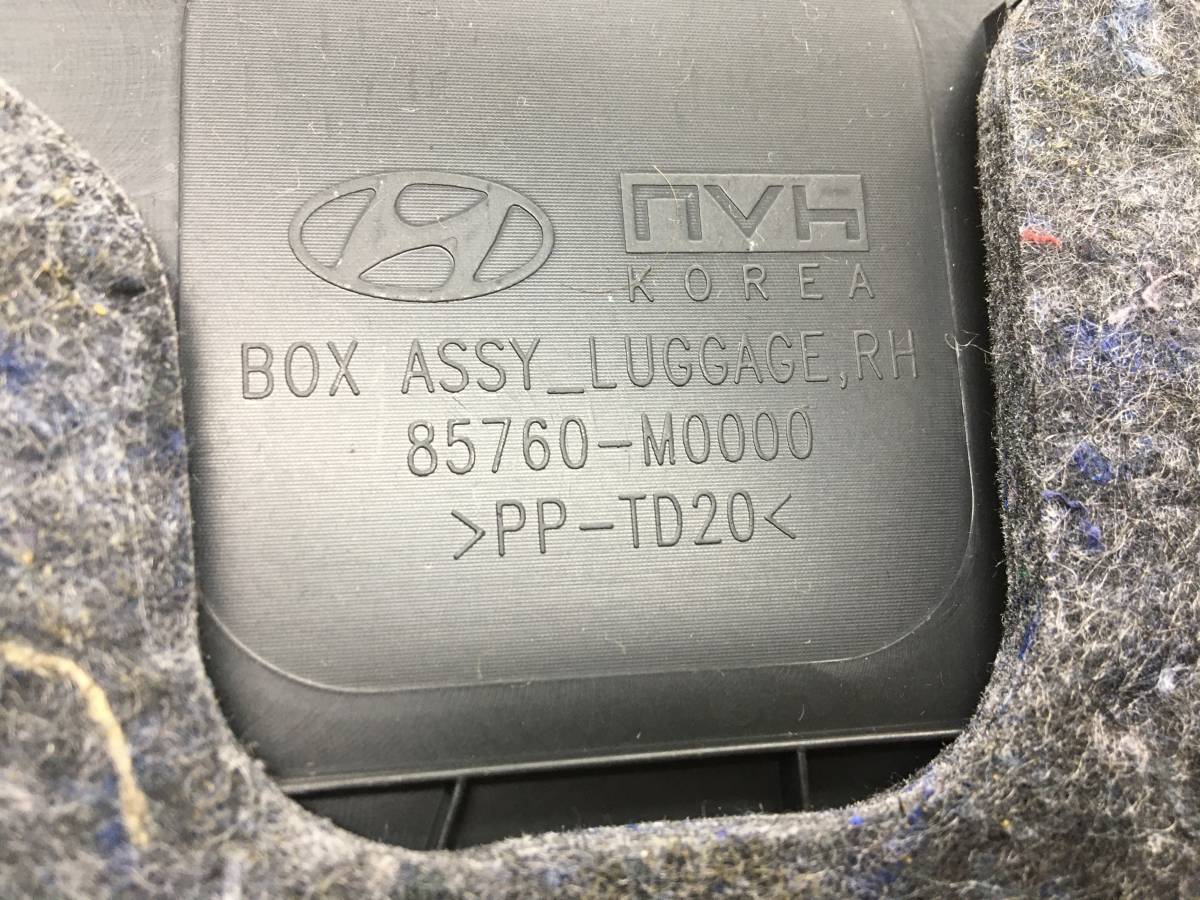 NVH
KOREA
BOX ASSY_LUGGAGE,RH
85760-M0000
>PP-TD20<